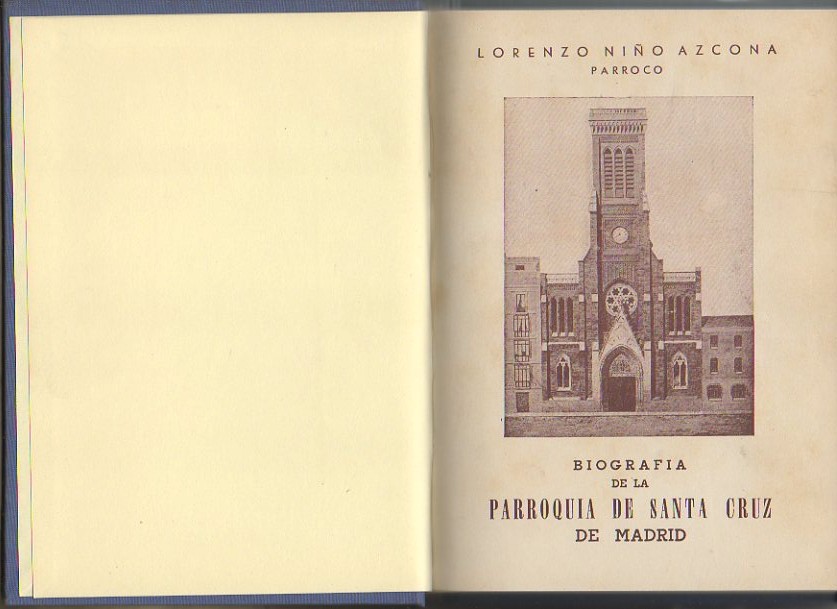 LORENZO NIÑO AZCONA
PARROCO
BIOGRAFIA
DE LA
PARROQUIA DE SANTA CRUZ
DE MADRID